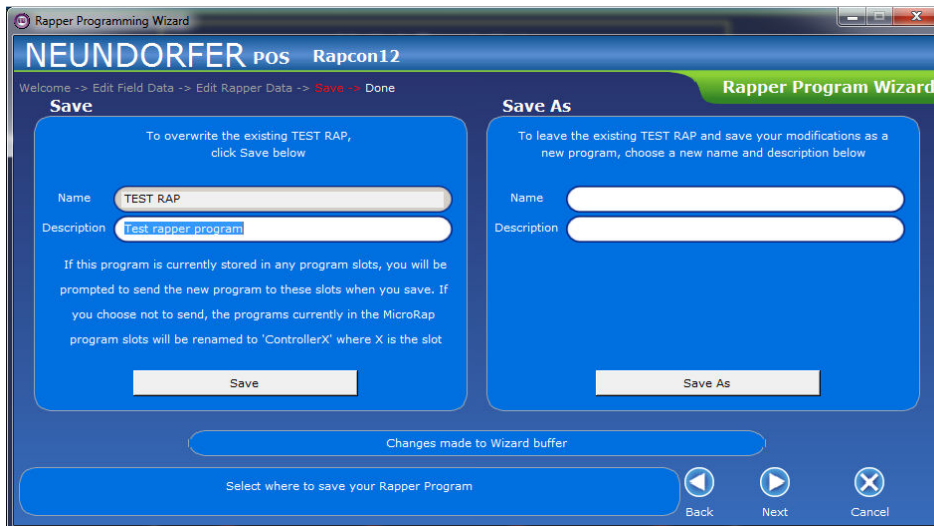 Rapper Programming Wizard
NEUNDORFER POS Rapcon12
Welcome -> Edit Field Data -> Edit Rapper Data -> Save -> Done
Rapper Program Wizard
Save
To overwrite the existing TEST RAP,
click Save below
Name TEST RAP
Description Test rapper program
If this program is currently stored in any program slots, you will be
prompted to send the new program to these slots when you save. If
you choose not to send, the programs currently in the MicroRap
program slots will be renamed to 'ControllerX' where X is the slot
Save
Save As
To leave the existing TEST RAP and save your modifications as a
new program, choose a new name and description below
Name
Description
Save As
Changes made to Wizard buffer
Select where to save your Rapper Program
Back Next Cancel